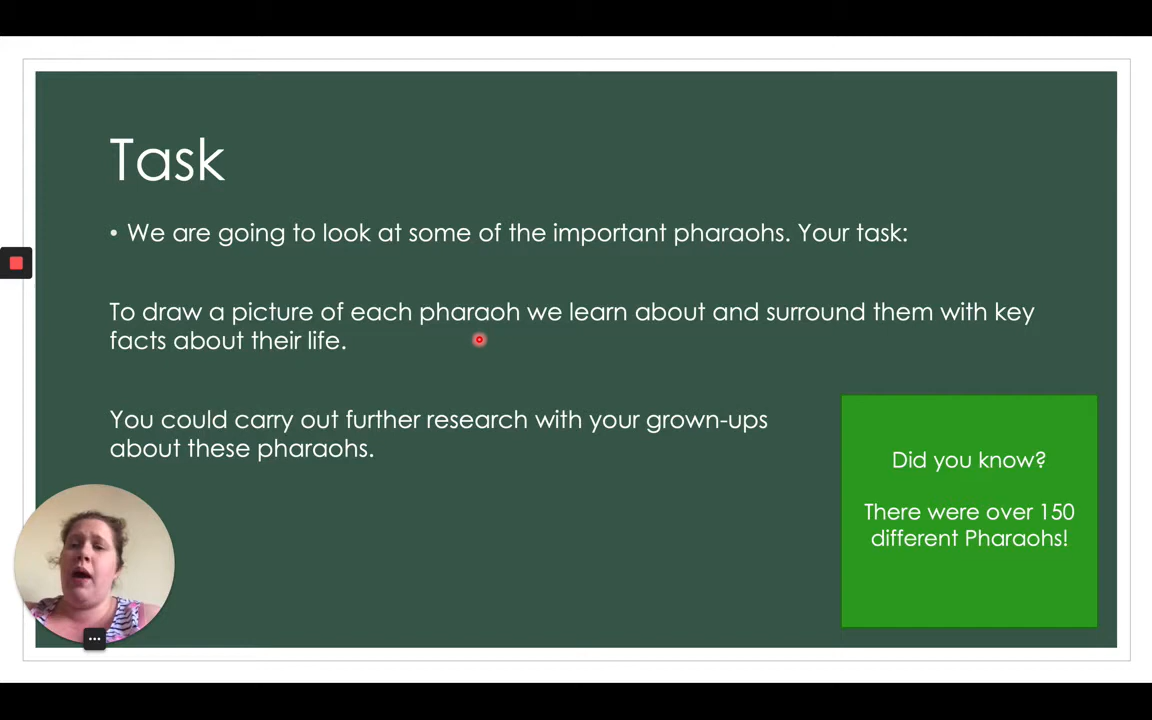 Task
• We are going to look at some of the important pharaohs. Your task:
To draw a picture of each pharaoh we learn about and surround them with key
facts about their life.
You could carry out further research with your grown-ups
about these pharaohs.
Did you know?
There were over 150
different Pharaohs!